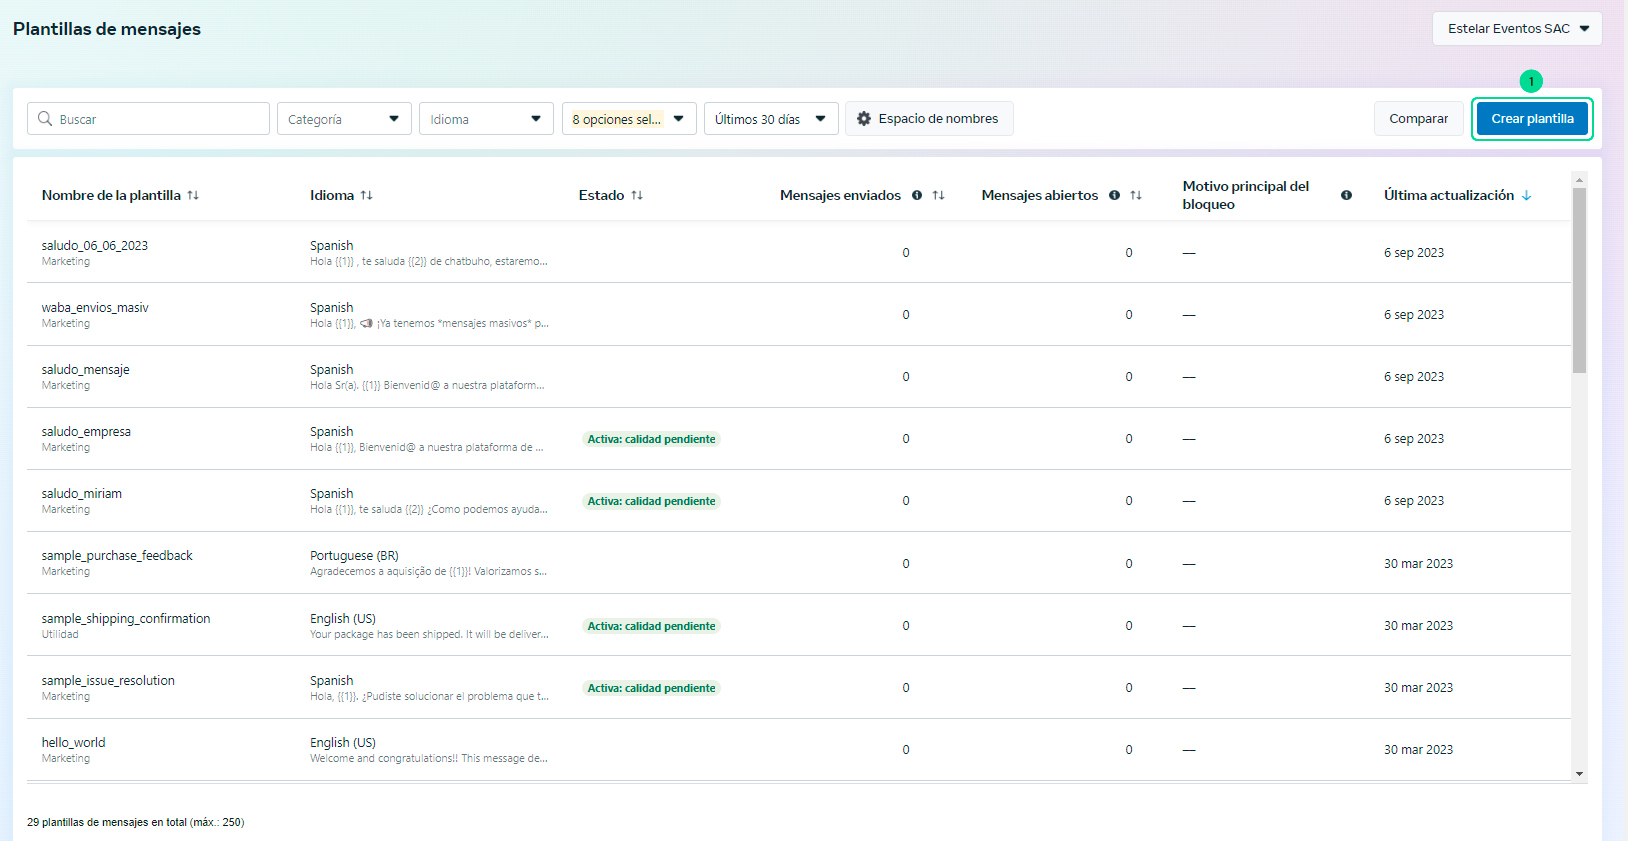 Plantillas de mensajes
Estelar Eventos SAC
1
Buscar
Categoría
Idioma
8 opciones sel...
Últimos 30 días
Espacio de nombres
Comparar
Crear plantilla
Nombre de la plantilla
Idioma
Estado
Mensajes enviados
Mensajes abiertos
Motivo principal del
bloqueo
Última actualización
saludo_06_06_2023
Marketing
Spanish
Hola {{1}} , te saluda {{2}} de chatbuho, estaremo...
0
0
—
6 sep 2023
waba_envios_masiv
Marketing
Spanish
Hola {{1}}, 📣 ¡Ya tenemos *mensajes masivos* p...
0
0
—
6 sep 2023
saludo_mensaje
Marketing
Spanish
Hola Sr(a). {{1}} Bienvenid@ a nuestra plataform...
0
0
—
6 sep 2023
saludo_empresa
Marketing
Spanish
Hola {{1}}, Bienvenid@ a nuestra plataforma de ...
Activa: calidad pendiente
0
0
—
6 sep 2023
saludo_miriam
Marketing
Spanish
Hola {{1}}, te saluda {{2}} ¿Como podemos ayuda...
Activa: calidad pendiente
0
0
—
6 sep 2023
sample_purchase_feedback
Marketing
Portuguese (BR)
Agradecemos a aquisição de {{1}}! Valorizamos s...
0
0
—
30 mar 2023
sample_shipping_confirmation
Utilidad
English (US)
Your package has been shipped. It will be deliver...
Activa: calidad pendiente
0
0
—
30 mar 2023
sample_issue_resolution
Marketing
Spanish
Hola, {{1}}. ¿Pudiste solucionar el problema que t...
Activa: calidad pendiente
0
0
—
30 mar 2023
hello_world
Marketing
English (US)
Welcome and congratulations!! This message de...
0
0
—
30 mar 2023
29 plantillas de mensajes en total (máx.: 250)